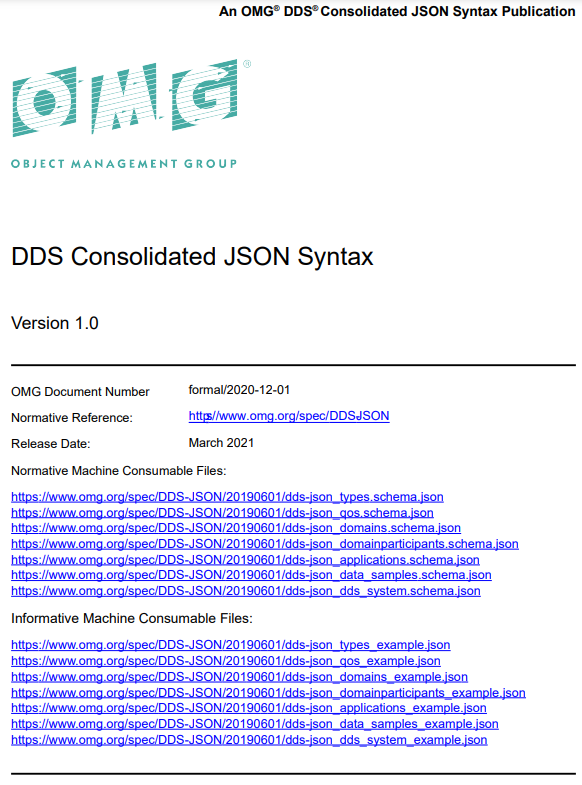 An OMG® DDS® Consolidated JSON Syntax Publication
OMG ®
OBJECT MANAGEMENT GROUP
DDS Consolidated JSON Syntax
Version 1.0
OMG Document Number formal/2020-12-01
Normative Reference: https//www.omg.org/spec/DDSJSON
Release Date: March 2021
Normative Machine Consumable Files:
https://www.omg.org/spec/DDS-JSON/20190601/dds-json_types.schema.json
https://www.omg.org/spec/DDS-JSON/20190601/dds-json_qos.schema.json
https://www.omg.org/spec/DDS-JSON/20190601/dds-json_domains.schema.json
https://www.omg.org/spec/DDS-JSON/20190601/dds-json_domainparticipants.schema.json
https://www.omg.org/spec/DDS-JSON/20190601/dds-json_applications.schema.json
https://www.omg.org/spec/DDS-JSON/20190601/dds-json_data_samples.schema.json
https://www.omg.org/spec/DDS-JSON/20190601/dds-json_dds_system.schema.json
Informative Machine Consumable Files:
https://www.omg.org/spec/DDS-JSON/20190601/dds-json_types_example.json
https://www.omg.org/spec/DDS-JSON/20190601/dds-json_qos_example.json
https://www.omg.org/spec/DDS-JSON/20190601/dds-json_domains_example.json
https://www.omg.org/spec/DDS-JSON/20190601/dds-json_domainparticipants_example.json
https://www.omg.org/spec/DDS-JSON/20190601/dds-json_applications_example.json
https://www.omg.org/spec/DDS-JSON/20190601/dds-json_data_samples_example.json
https://www.omg.org/spec/DDS-JSON/20190601/dds-json_dds_system_example.json